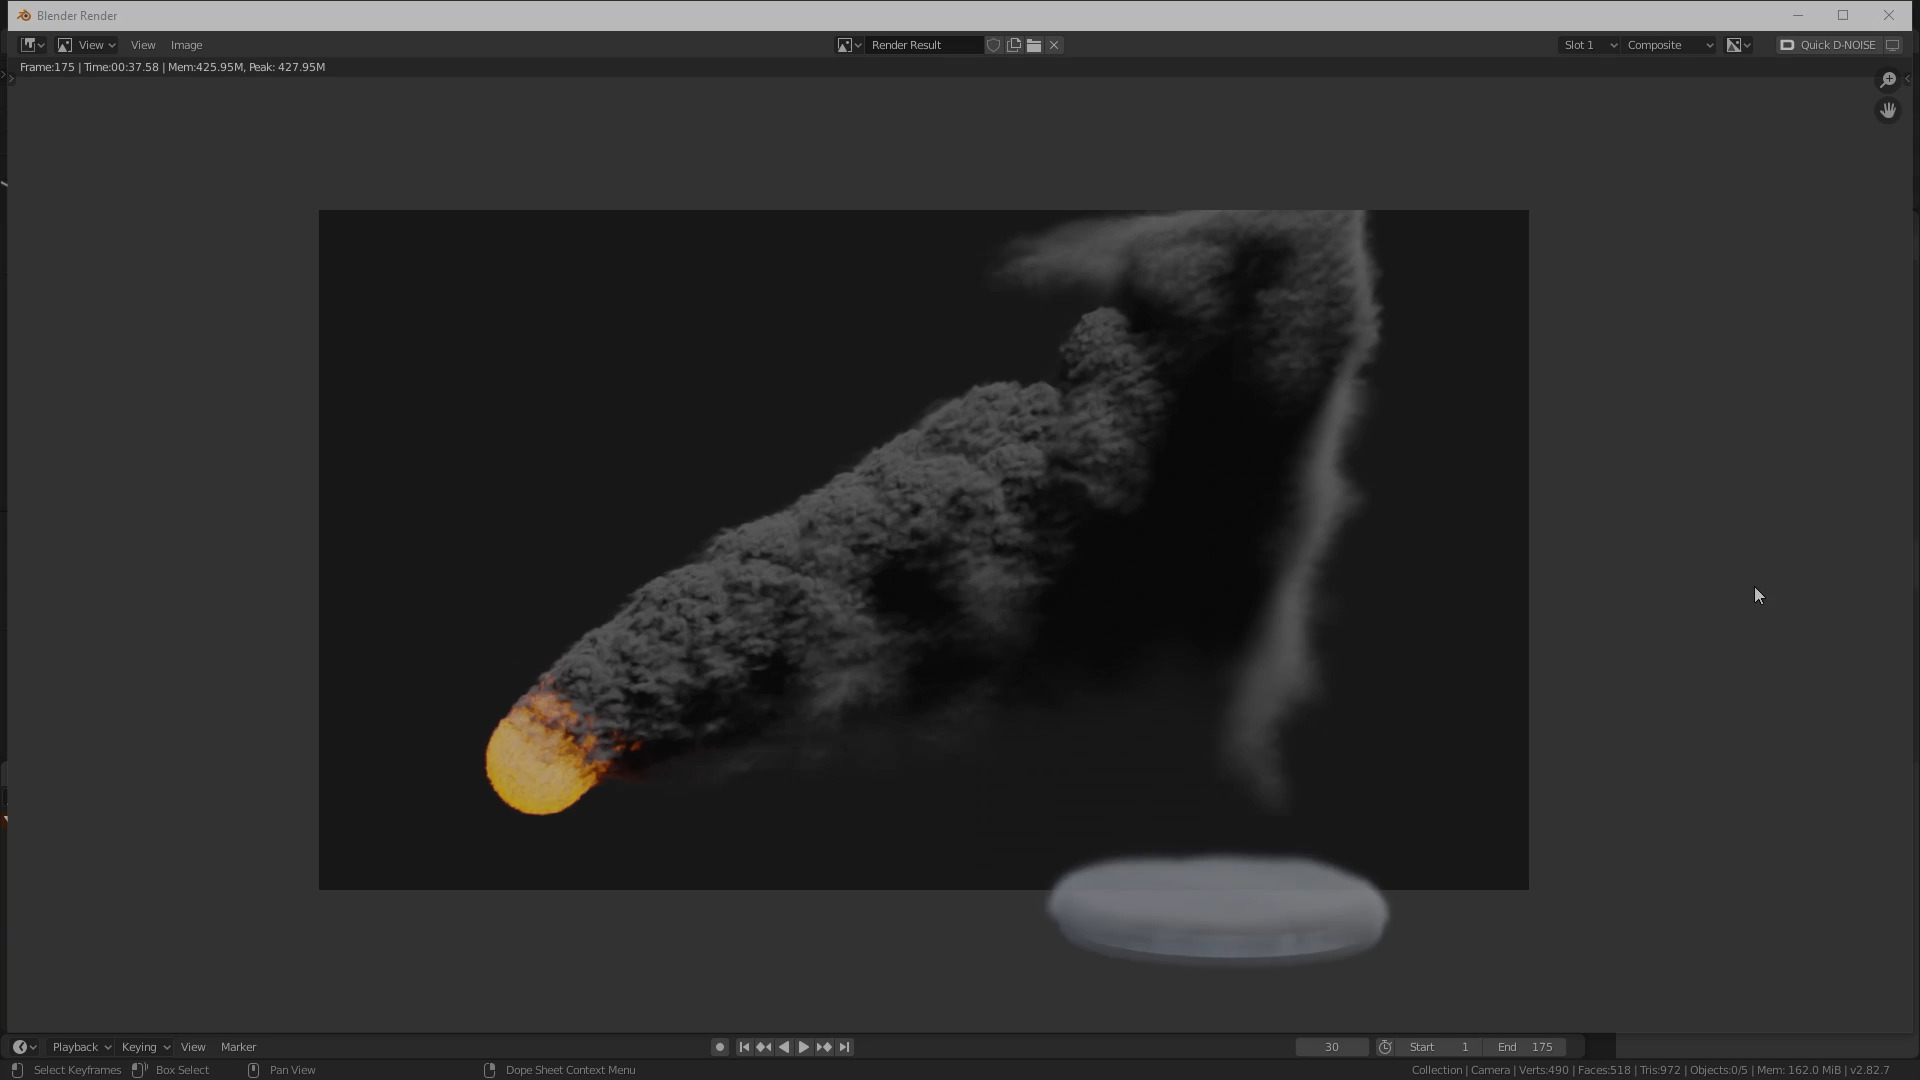 Blender Render
View View Image Render Result Slot 1 Composite Quick D-NOISE
Frame:175 | Time:00:37.58 | Mem:425.95M, Peak: 427.95M
Playback Keying View Marker 30 Start 1 End 175
Select Keyframes Box Select Pan View Dope Sheet Context Menu Collection | Camera | Verts:490 | Faces:518 | Tris:972 | Objects:0/5 | Mem: 162.0 MiB | v2.82.7